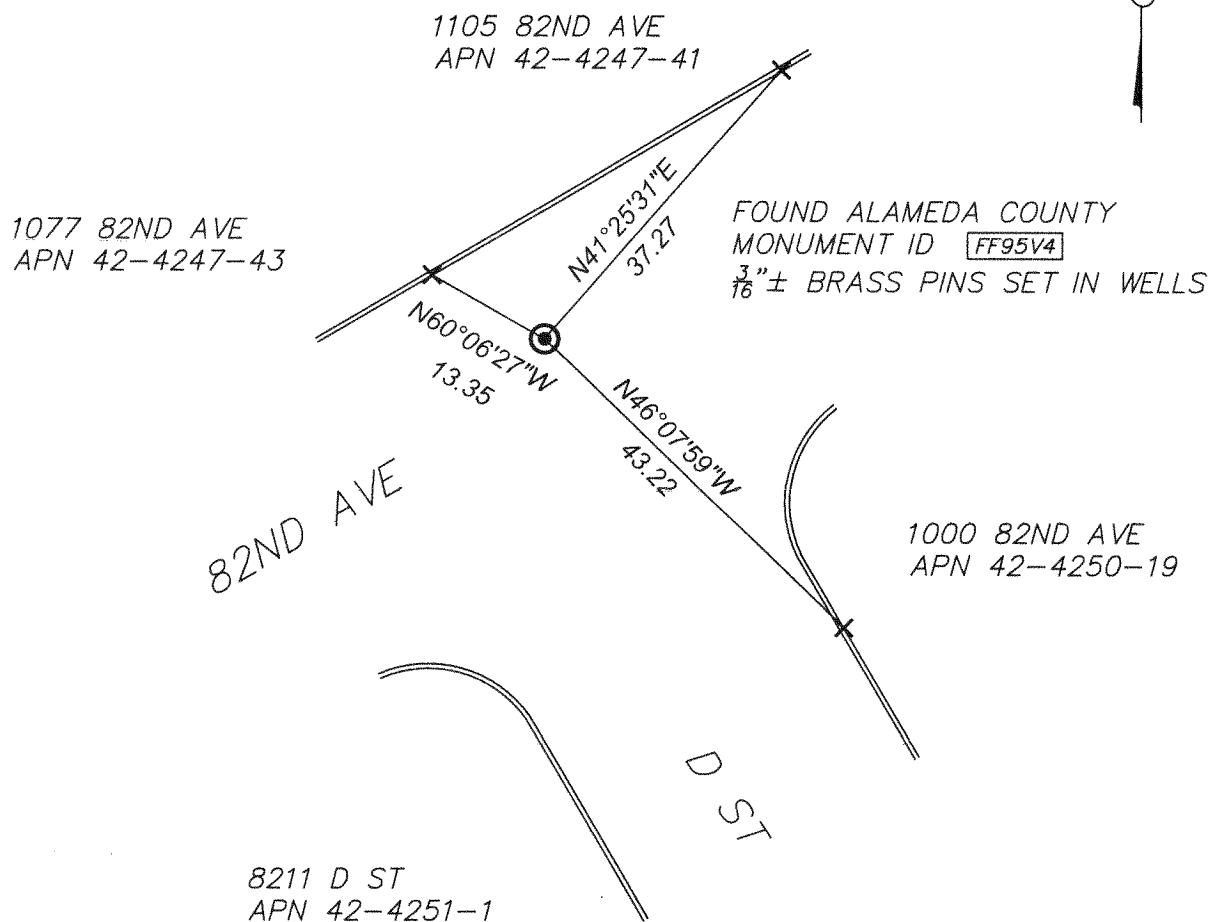 1105 82ND AVE
APN 42-4247-41
1077 82ND AVE
APN 42-4247-43
N41°25'31"E
37.27
FOUND ALAMEDA COUNTY
MONUMENT ID FF95V4
3/16"± BRASS PINS SET IN WELLS
N60°06'27"W
13.35
N46°07'59"W
43.22
82ND AVE
1000 82ND AVE
APN 42-4250-19
D ST
8211 D ST
APN 42-4251-1